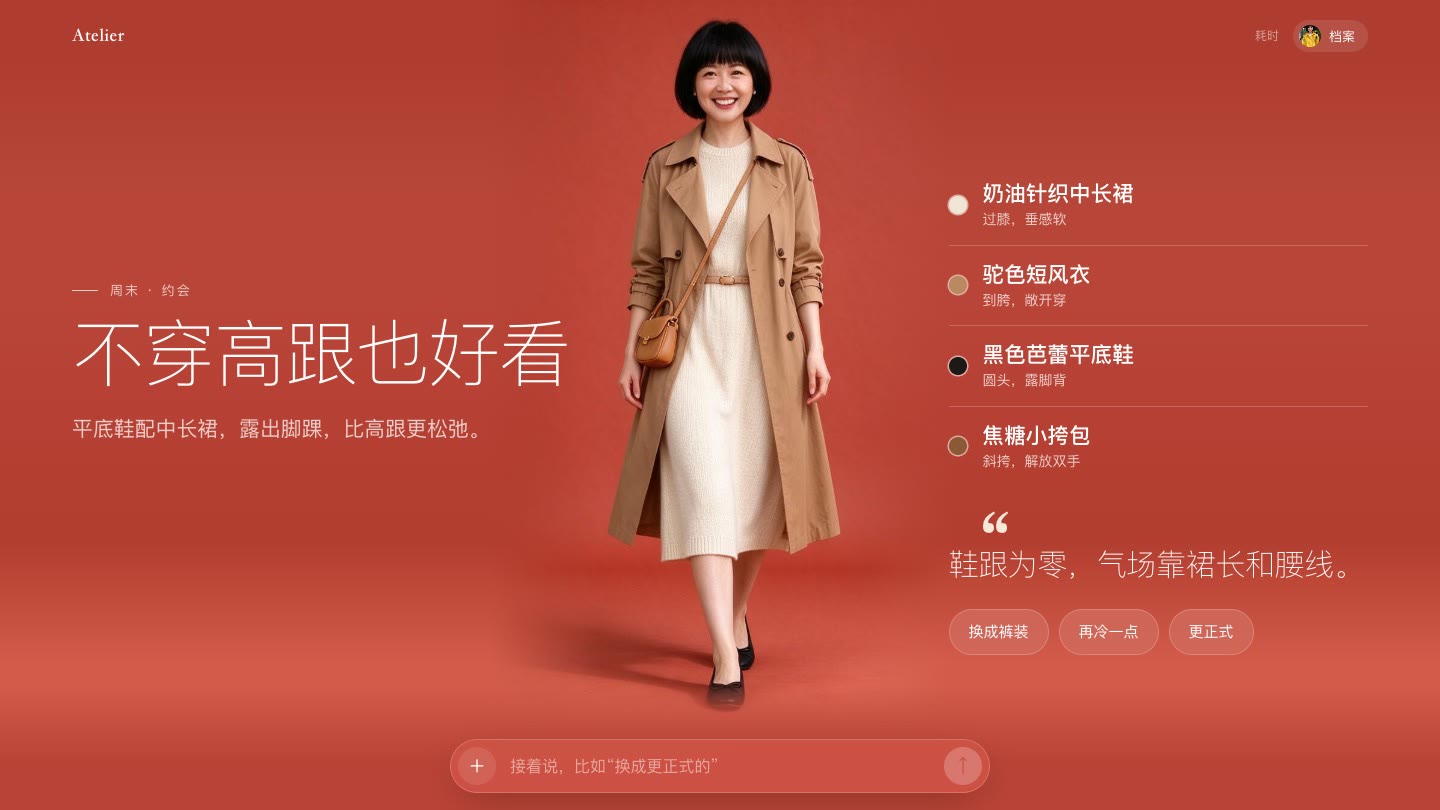 Atelier
耗时
档案
周末 · 约会
不穿高跟也好看
平底鞋配中长裙，露出脚踝，比高跟更松弛。
奶油针织中长裙
过膝，垂感软
驼色短风衣
到胯，敞开穿
黑色芭蕾平底鞋
圆头，露脚背
焦糖小挎包
斜挎，解放双手
“
鞋跟为零，气场靠裙长和腰线。
换成裤装
再冷一点
更正式
接着说，比如“换成更正式的”